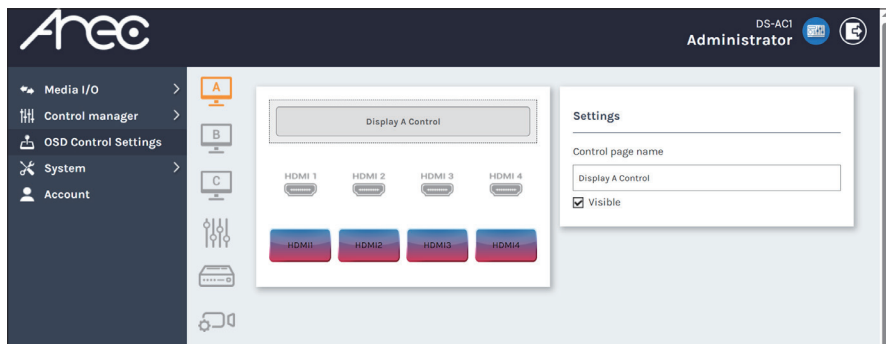 Arec
DS-AC1
Administrator
Media I/O
Control manager
OSD Control Settings
System
Account
A
B
C
Display A Control
HDMI 1 HDMI 2 HDMI 3 HDMI 4
HDMI1 HDMI2 HDMI3 HDMI4
Settings
Control page name
Display A Control
Visible